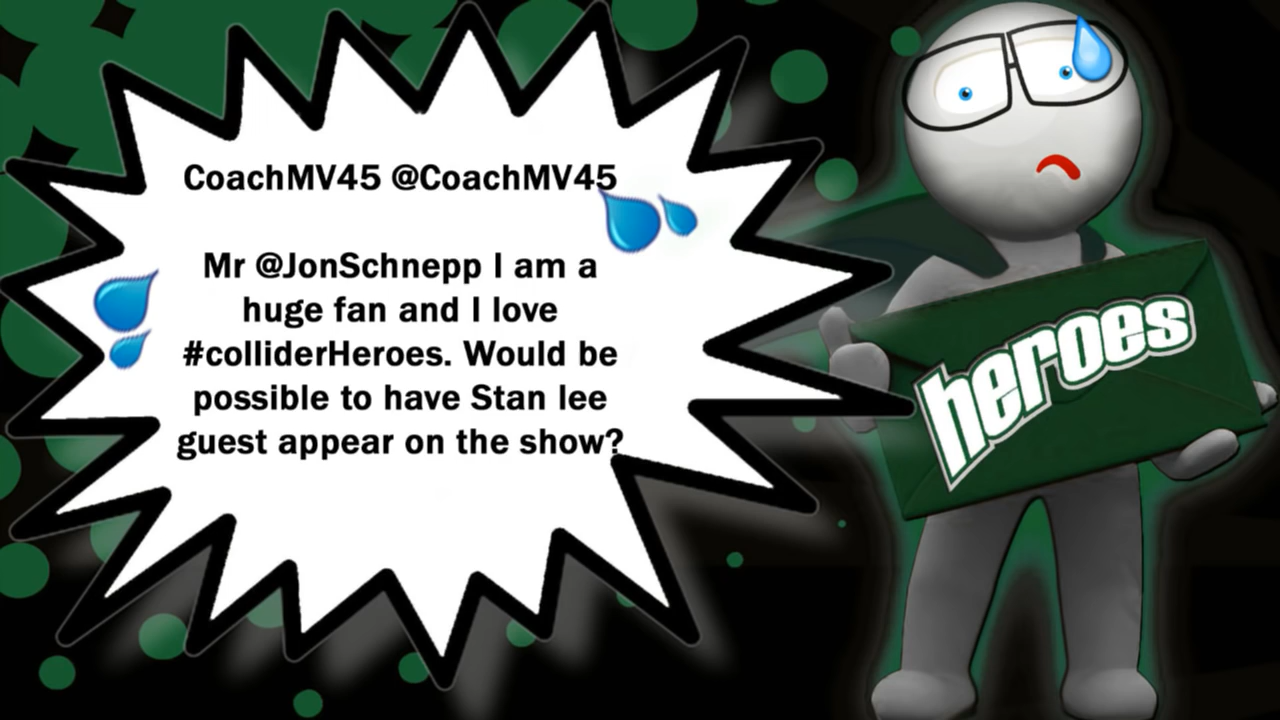 CoachMV45 @CoachMV45
Mr @JonSchnepp I am a
huge fan and I love
#colliderHeroes. Would be
possible to have Stan lee
guest appear on the show?
heroes